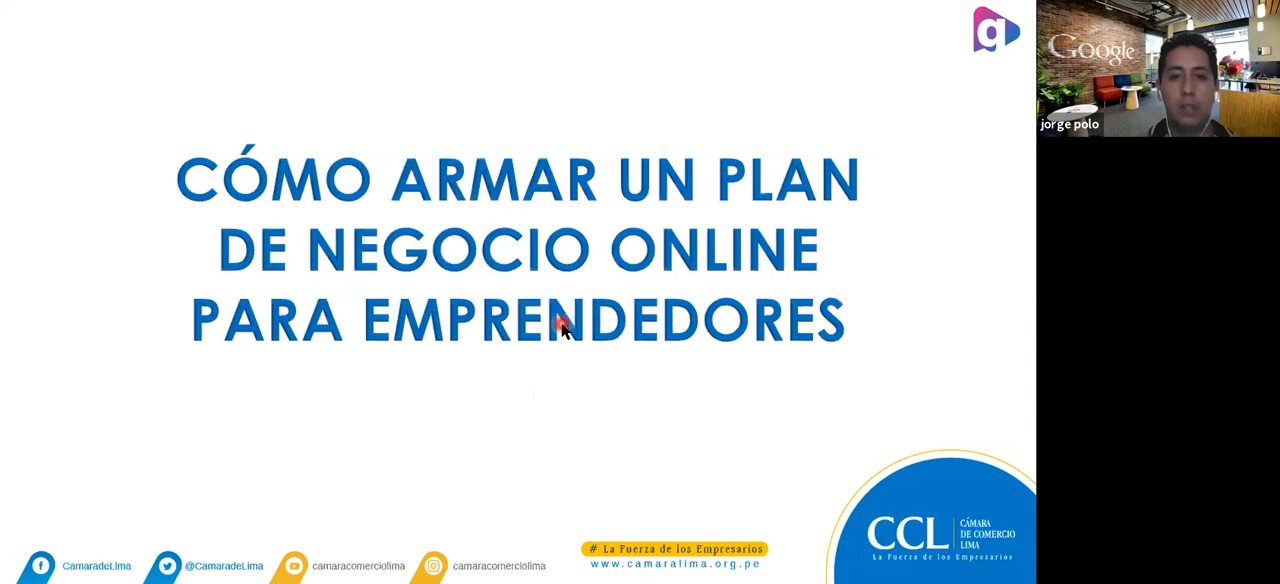 g
Google
jorge polo
CÓMO ARMAR UN PLAN
DE NEGOCIO ONLINE
PARA EMPRENDEDORES
CCL
CÁMARA
DE COMERCIO
LIMA
La Fuerza de los Empresarios
CamaradeLima
@CamaradeLima
camaracomerciolima
camaracomerciolima
# La Fuerza de los Empresarios
www.camaralima.org.pe